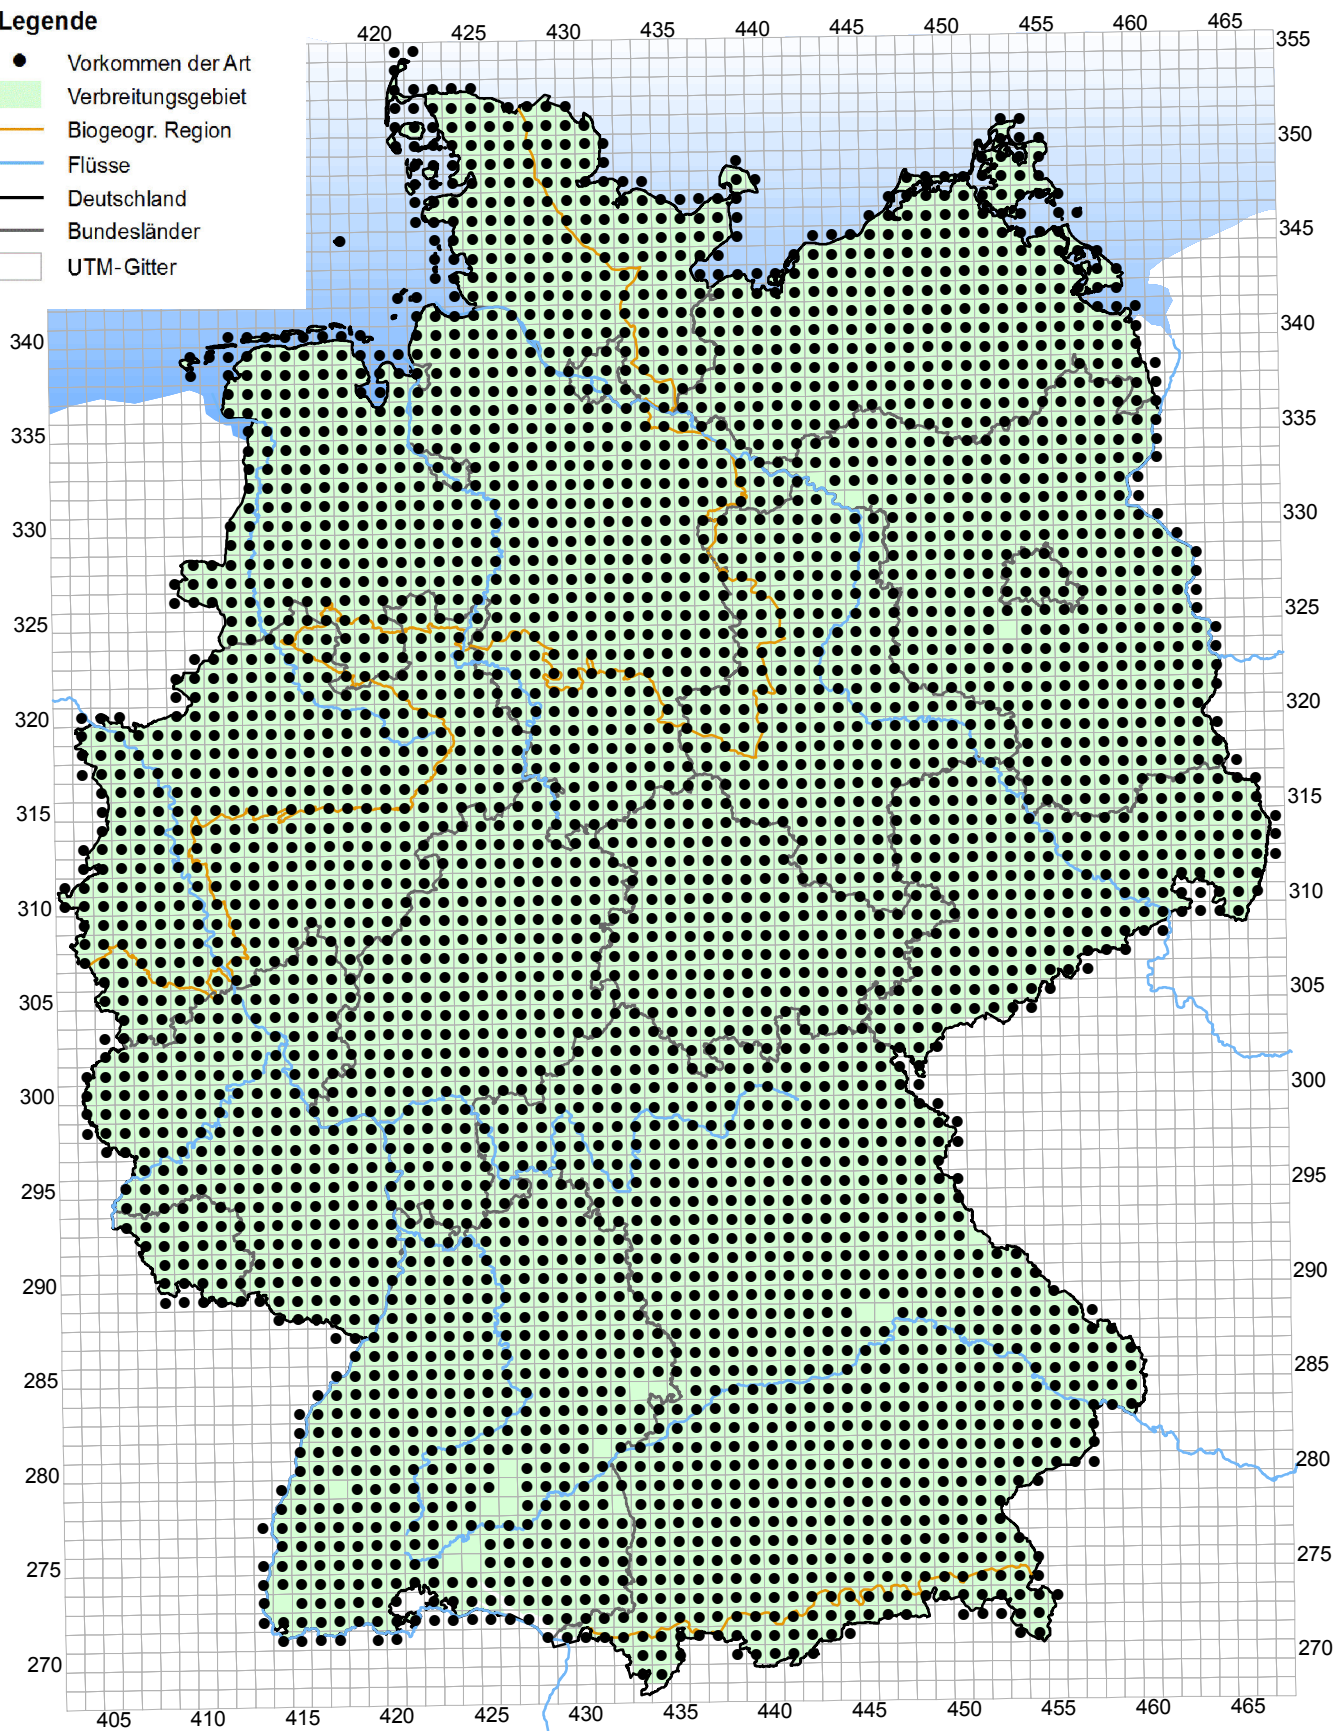 Legende
Vorkommen der Art
Verbreitungsgebiet
Biogeogr. Region
Flüsse
Deutschland
Bundesländer
UTM-Gitter
420 425 430 435 440 445 450 455 460 465
355
350
345
340 340
335 335
330 330
325 325
320 320
315 315
310 310
305 305
300 300
295 295
290 290
285 285
280 280
275 275
270 270
405 410 415 420 425 430 435 440 445 450 455 460 465